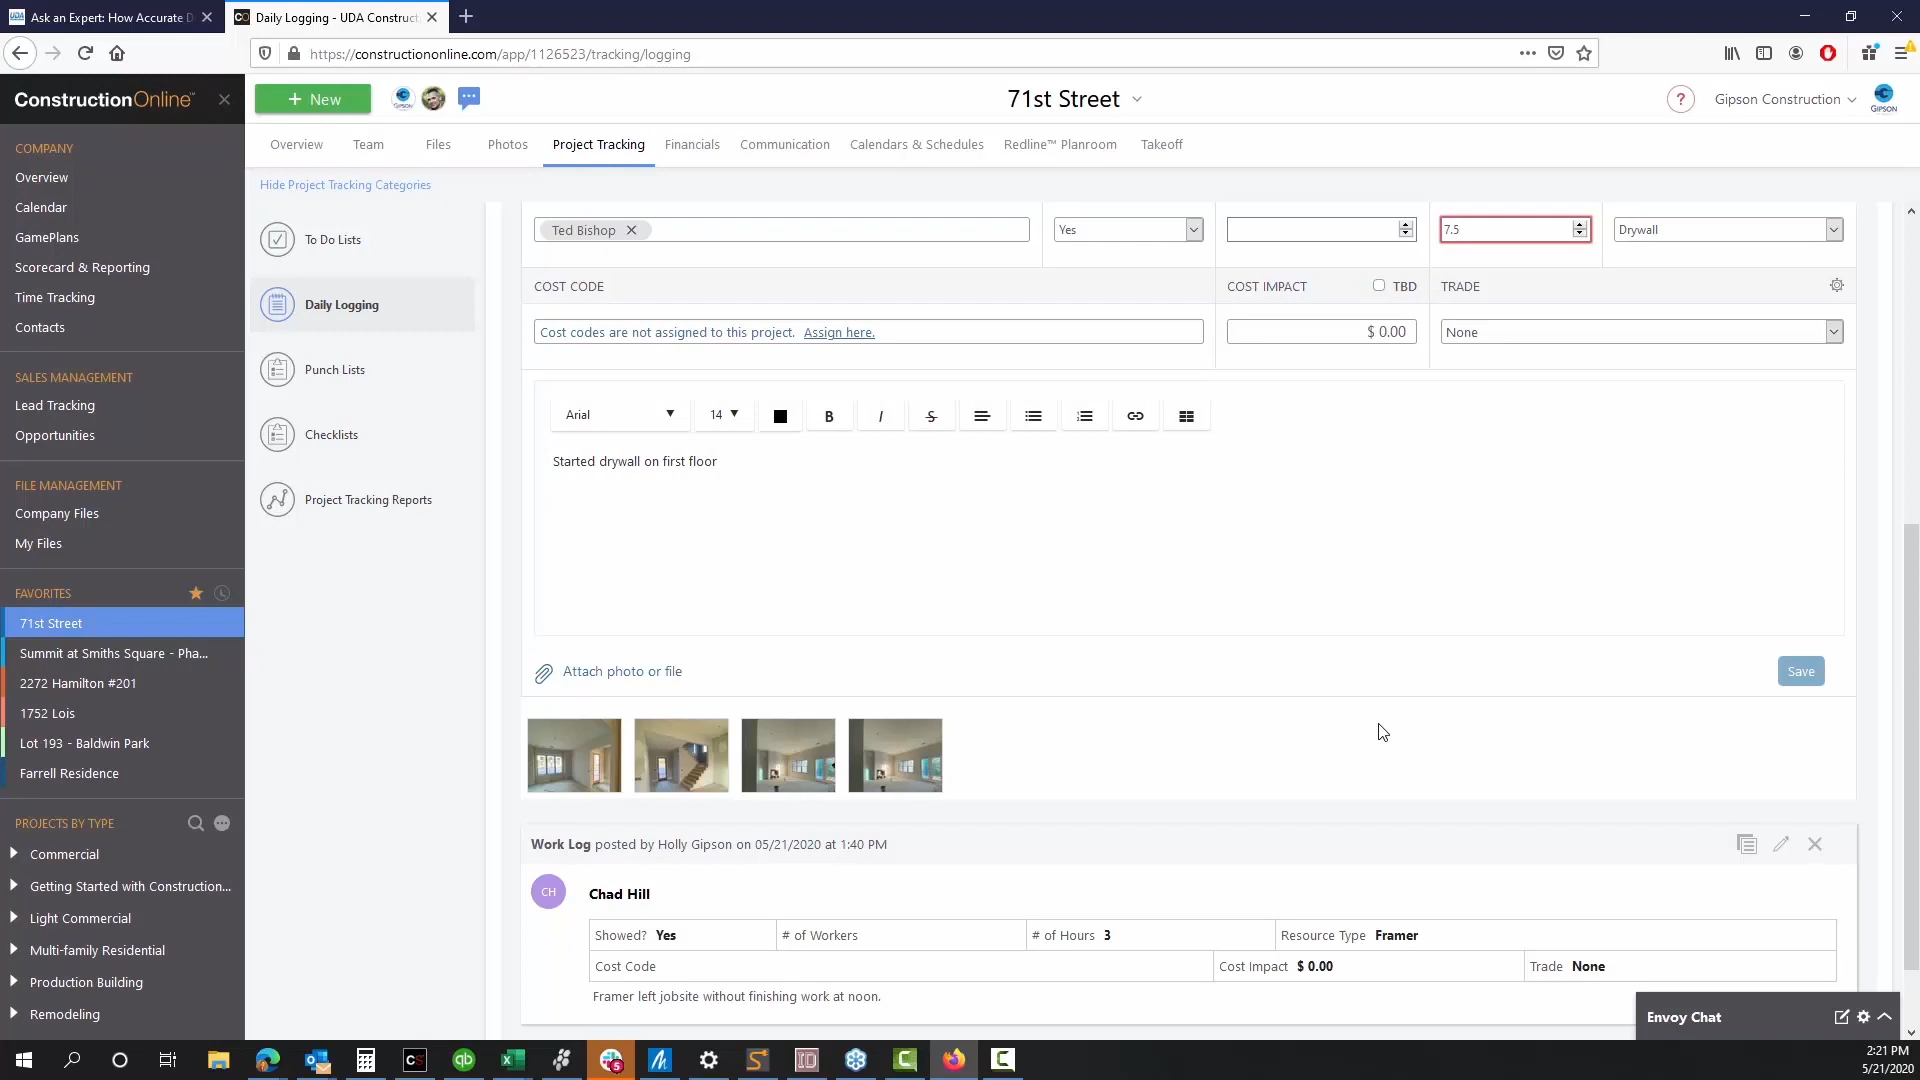 Ask an Expert: How Accurate D
Daily Logging - UDA Construct
https://constructiononline.com/app/1126523/tracking/logging
ConstructionOnline™
New
GIPSON
71st Street
?
Gipson Construction
GIPSON
Overview
Team
Files
Photos
Project Tracking
Financials
Communication
Calendars & Schedules
Redline™ Planroom
Takeoff
COMPANY
Overview
Calendar
GamePlans
Scorecard & Reporting
Time Tracking
Contacts
SALES MANAGEMENT
Lead Tracking
Opportunities
FILE MANAGEMENT
Company Files
My Files
FAVORITES
71st Street
Summit at Smiths Square - Pha...
2272 Hamilton #201
1752 Lois
Lot 193 - Baldwin Park
Farrell Residence
PROJECTS BY TYPE
Commercial
Getting Started with Construction...
Light Commercial
Multi-family Residential
Production Building
Remodeling
Hide Project Tracking Categories
To Do Lists
Daily Logging
Punch Lists
Checklists
Project Tracking Reports
Ted Bishop
Yes
7.5
Drywall
COST CODE
COST IMPACT
TBD
TRADE
Cost codes are not assigned to this project. Assign here.
$ 0.00
None
Arial
14
B
I
S
Started drywall on first floor
Attach photo or file
Save
Work Log posted by Holly Gipson on 05/21/2020 at 1:40 PM
CH
Chad Hill
Showed? Yes
# of Workers
# of Hours 3
Resource Type Framer
Cost Code
Cost Impact $ 0.00
Trade None
Framer left jobsite without finishing work at noon.
Envoy Chat
2:21 PM
5/21/2020